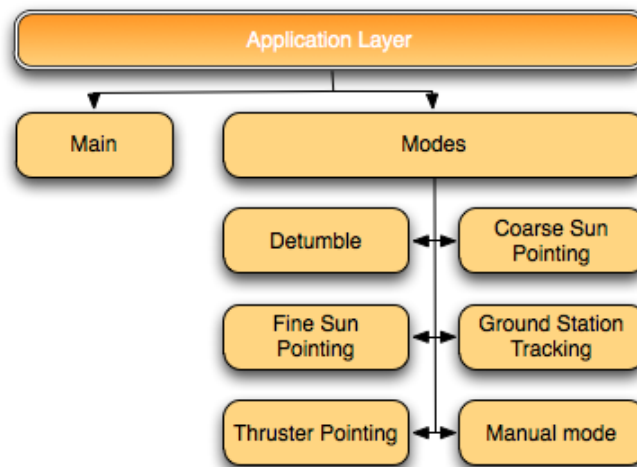 Application Layer
Main
Modes
Detumble
Coarse Sun
Pointing
Fine Sun
Pointing
Ground Station
Tracking
Thruster Pointing
Manual mode